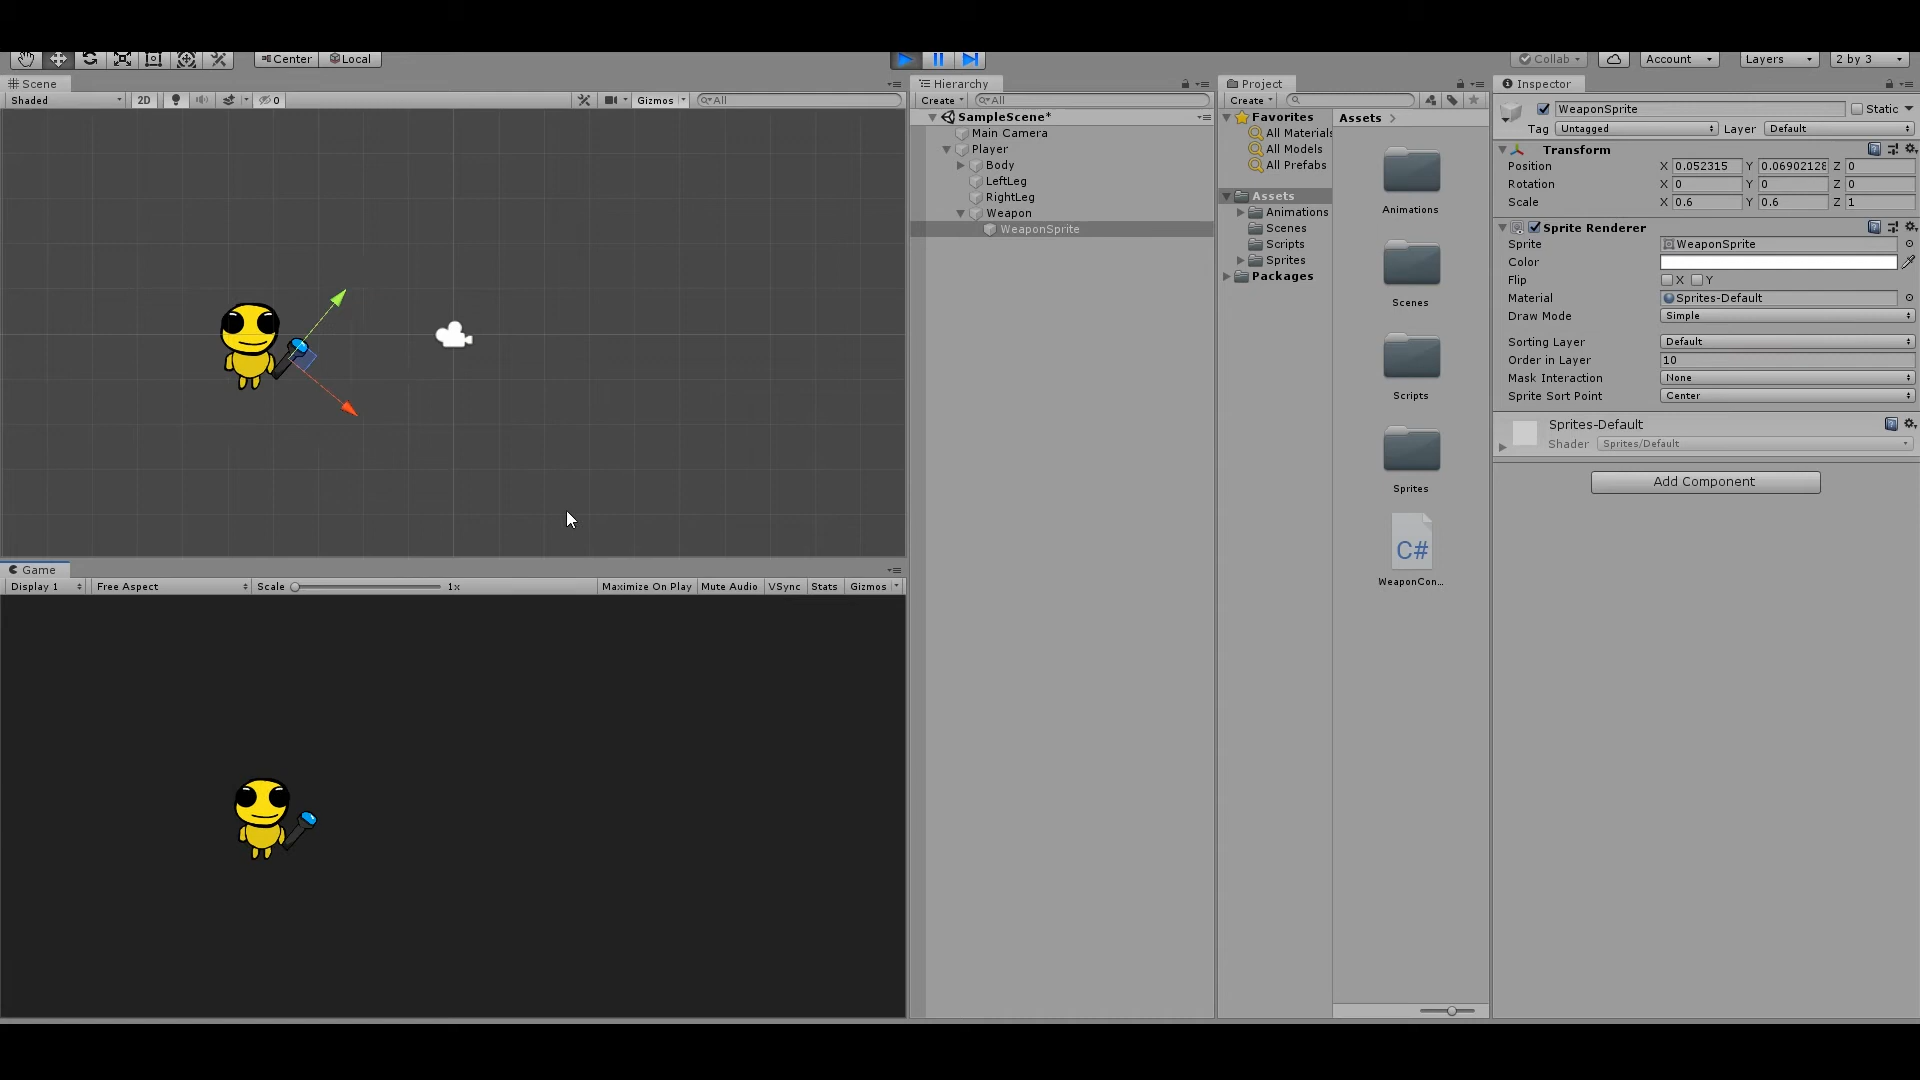 Center Local Collab Account Layers 2 by 3
Scene
Shaded 2D 0 Gizmos All
Game
Display 1 Free Aspect Scale 1x Maximize On Play Mute Audio VSync Stats Gizmos
Hierarchy
Create All
SampleScene*
Main Camera
Player
Body
LeftLeg
RightLeg
Weapon
WeaponSprite
Project
Create
Favorites
All Materials
All Models
All Prefabs
Assets
Animations
Scenes
Scripts
Sprites
Packages
Assets
Animations
Scenes
Scripts
Sprites
C#
WeaponCon...
Inspector
WeaponSprite Static
Tag Untagged Layer Default
Transform
Position X 0.052315 Y 0.06902128 Z 0
Rotation X 0 Y 0 Z 0
Scale X 0.6 Y 0.6 Z 1
Sprite Renderer
Sprite WeaponSprite
Color
Flip X Y
Material Sprites-Default
Draw Mode Simple
Sorting Layer Default
Order in Layer 10
Mask Interaction None
Sprite Sort Point Center
Sprites-Default
Shader Sprites/Default
Add Component